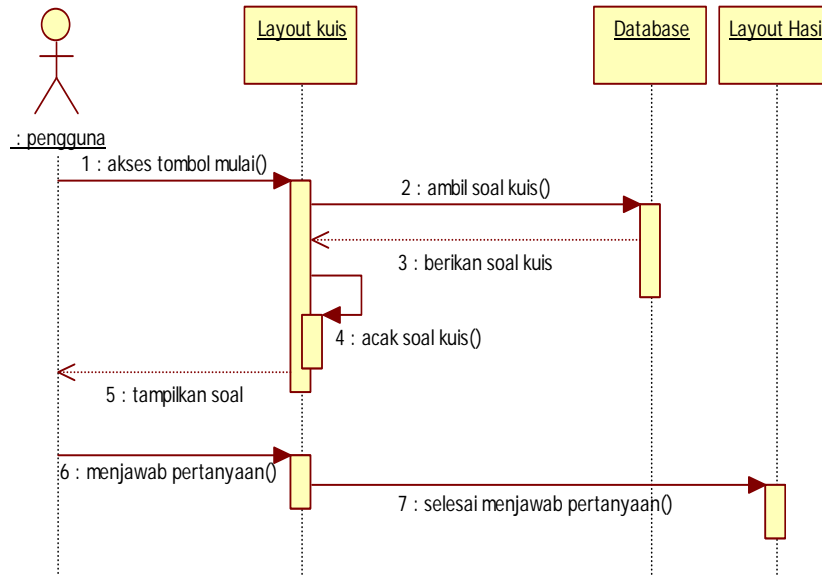 Layout kuis
Database
Layout Hasi
: pengguna
1 : akses tombol mulai()
2 : ambil soal kuis()
3 : berikan soal kuis
4 : acak soal kuis()
5 : tampilkan soal
6 : menjawab pertanyaan()
7 : selesai menjawab pertanyaan()